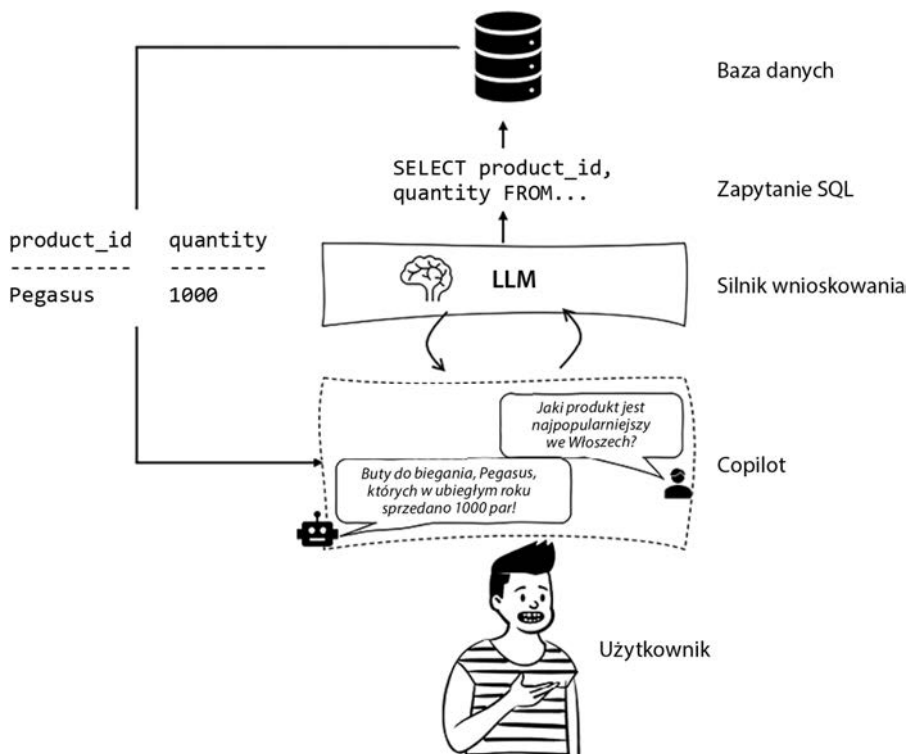 Baza danych
SELECT product_id,
quantity FROM...
Zapytanie SQL
product_id quantity
---------- --------
Pegasus 1000
LLM
Silnik wnioskowania
Jaki produkt jest
najpopularniejszy
we Włoszech?
Copilot
Buty do biegania, Pegasus,
których w ubiegłym roku
sprzedano 1000 par!
Użytkownik